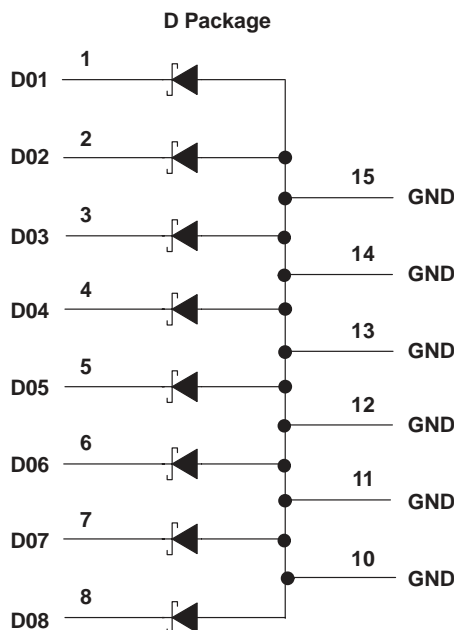 D Package
1
D01
2
D02
15
GND
3
D03
14
GND
4
D04
13
GND
5
D05
12
GND
6
D06
11
GND
7
D07
10
GND
8
D08